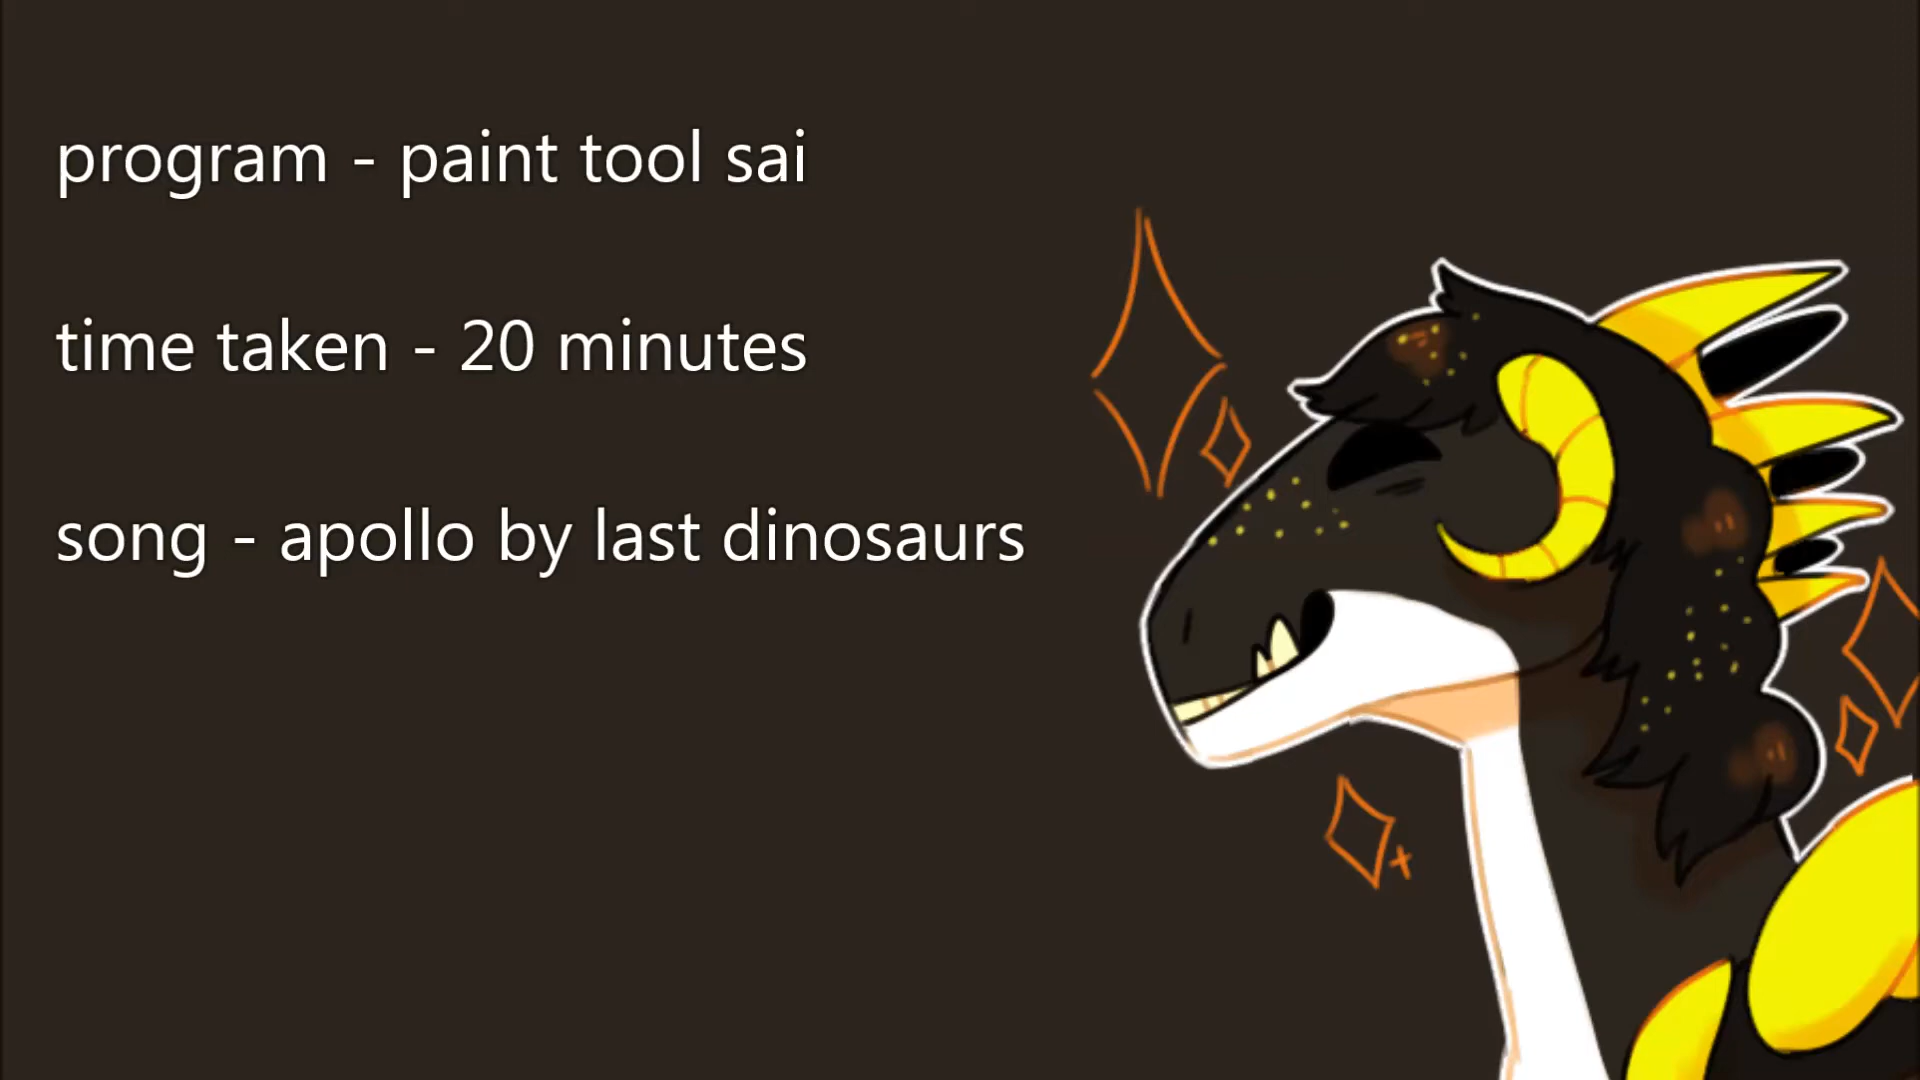 program - paint tool sai
time taken - 20 minutes
song - apollo by last dinosaurs